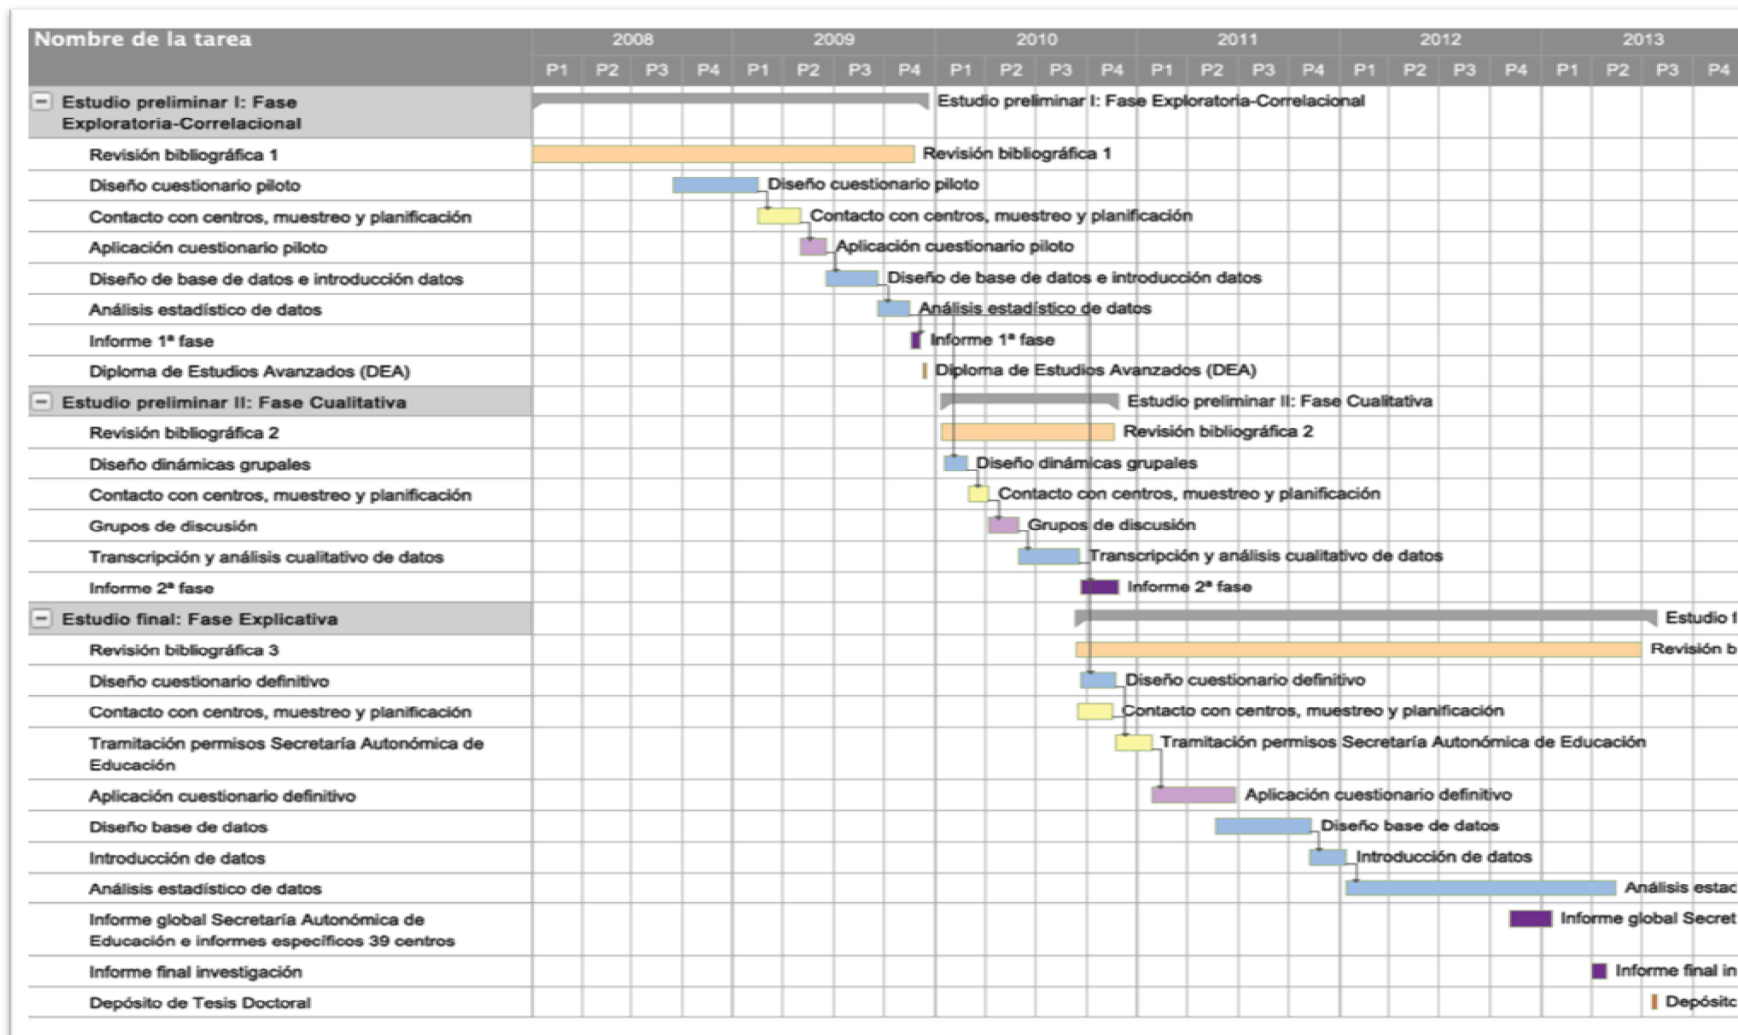 Nombre de la tarea 2008 2009 2010 2011 2012 2013
P1 P2 P3 P4 P1 P2 P3 P4 P1 P2 P3 P4 P1 P2 P3 P4 P1 P2 P3 P4 P1 P2 P3 P4
Estudio preliminar I: Fase Estudio preliminar I: Fase Exploratoria-Correlacional
Exploratoria-Correlacional
Revisión bibliográfica 1 Revisión bibliográfica 1
Diseño cuestionario piloto Diseño cuestionario piloto
Contacto con centros, muestreo y planificación Contacto con centros, muestreo y planificación
Aplicación cuestionario piloto Aplicación cuestionario piloto
Diseño de base de datos e introducción datos Diseño de base de datos e introducción datos
Análisis estadístico de datos Análisis estadístico de datos
Informe 1ª fase Informe 1ª fase
Diploma de Estudios Avanzados (DEA) Diploma de Estudios Avanzados (DEA)
Estudio preliminar II: Fase Cualitativa Estudio preliminar II: Fase Cualitativa
Revisión bibliográfica 2 Revisión bibliográfica 2
Diseño dinámicas grupales Diseño dinámicas grupales
Contacto con centros, muestreo y planificación Contacto con centros, muestreo y planificación
Grupos de discusión Grupos de discusión
Transcripción y análisis cualitativo de datos Transcripción y análisis cualitativo de datos
Informe 2ª fase Informe 2ª fase
Estudio final: Fase Explicativa Estudio f
Revisión bibliográfica 3 Revisión b
Diseño cuestionario definitivo Diseño cuestionario definitivo
Contacto con centros, muestreo y planificación Contacto con centros, muestreo y planificación
Tramitación permisos Secretaría Autonómica de Tramitación permisos Secretaría Autonómica de Educación
Educación
Aplicación cuestionario definitivo Aplicación cuestionario definitivo
Diseño base de datos Diseño base de datos
Introducción de datos Introducción de datos
Análisis estadístico de datos Análisis estad
Informe global Secretaría Autonómica de Informe global Secret
Educación e informes específicos 39 centros
Informe final investigación Informe final in
Depósito de Tesis Doctoral Depósito